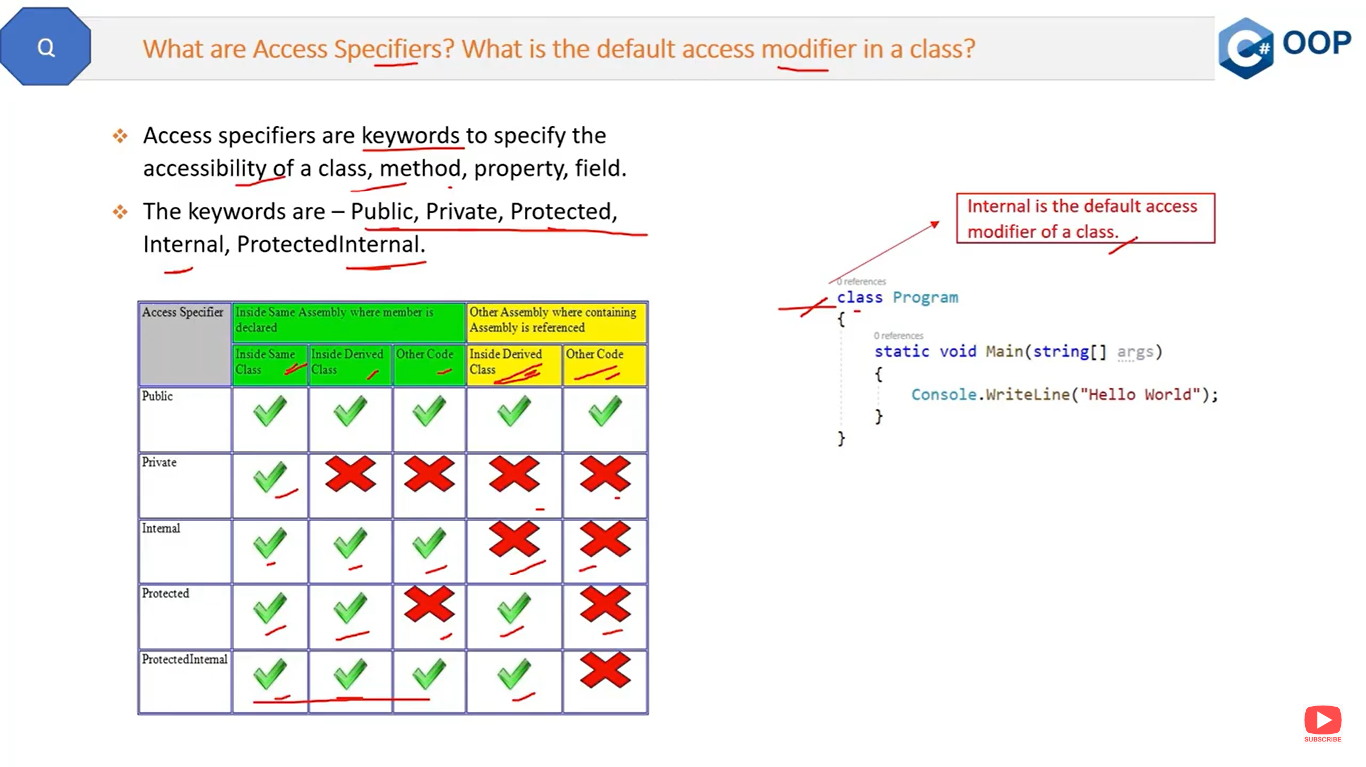 Q
What are Access Specifiers? What is the default access modifier in a class?
C# OOP
Access specifiers are keywords to specify the
accessibility of a class, method, property, field.
The keywords are – Public, Private, Protected,
Internal, ProtectedInternal.
Access Specifier
Inside Same Assembly where member is
declared
Other Assembly where containing
Assembly is referenced
Inside Same
Class
Inside Derived
Class
Other Code
Inside Derived
Class
Other Code
Public
Private
Internal
Protected
ProtectedInternal
Internal is the default access
modifier of a class.
0 references
class Program
{
0 references
static void Main(string[] args)
{
Console.WriteLine("Hello World");
}
}
SUBSCRIBE